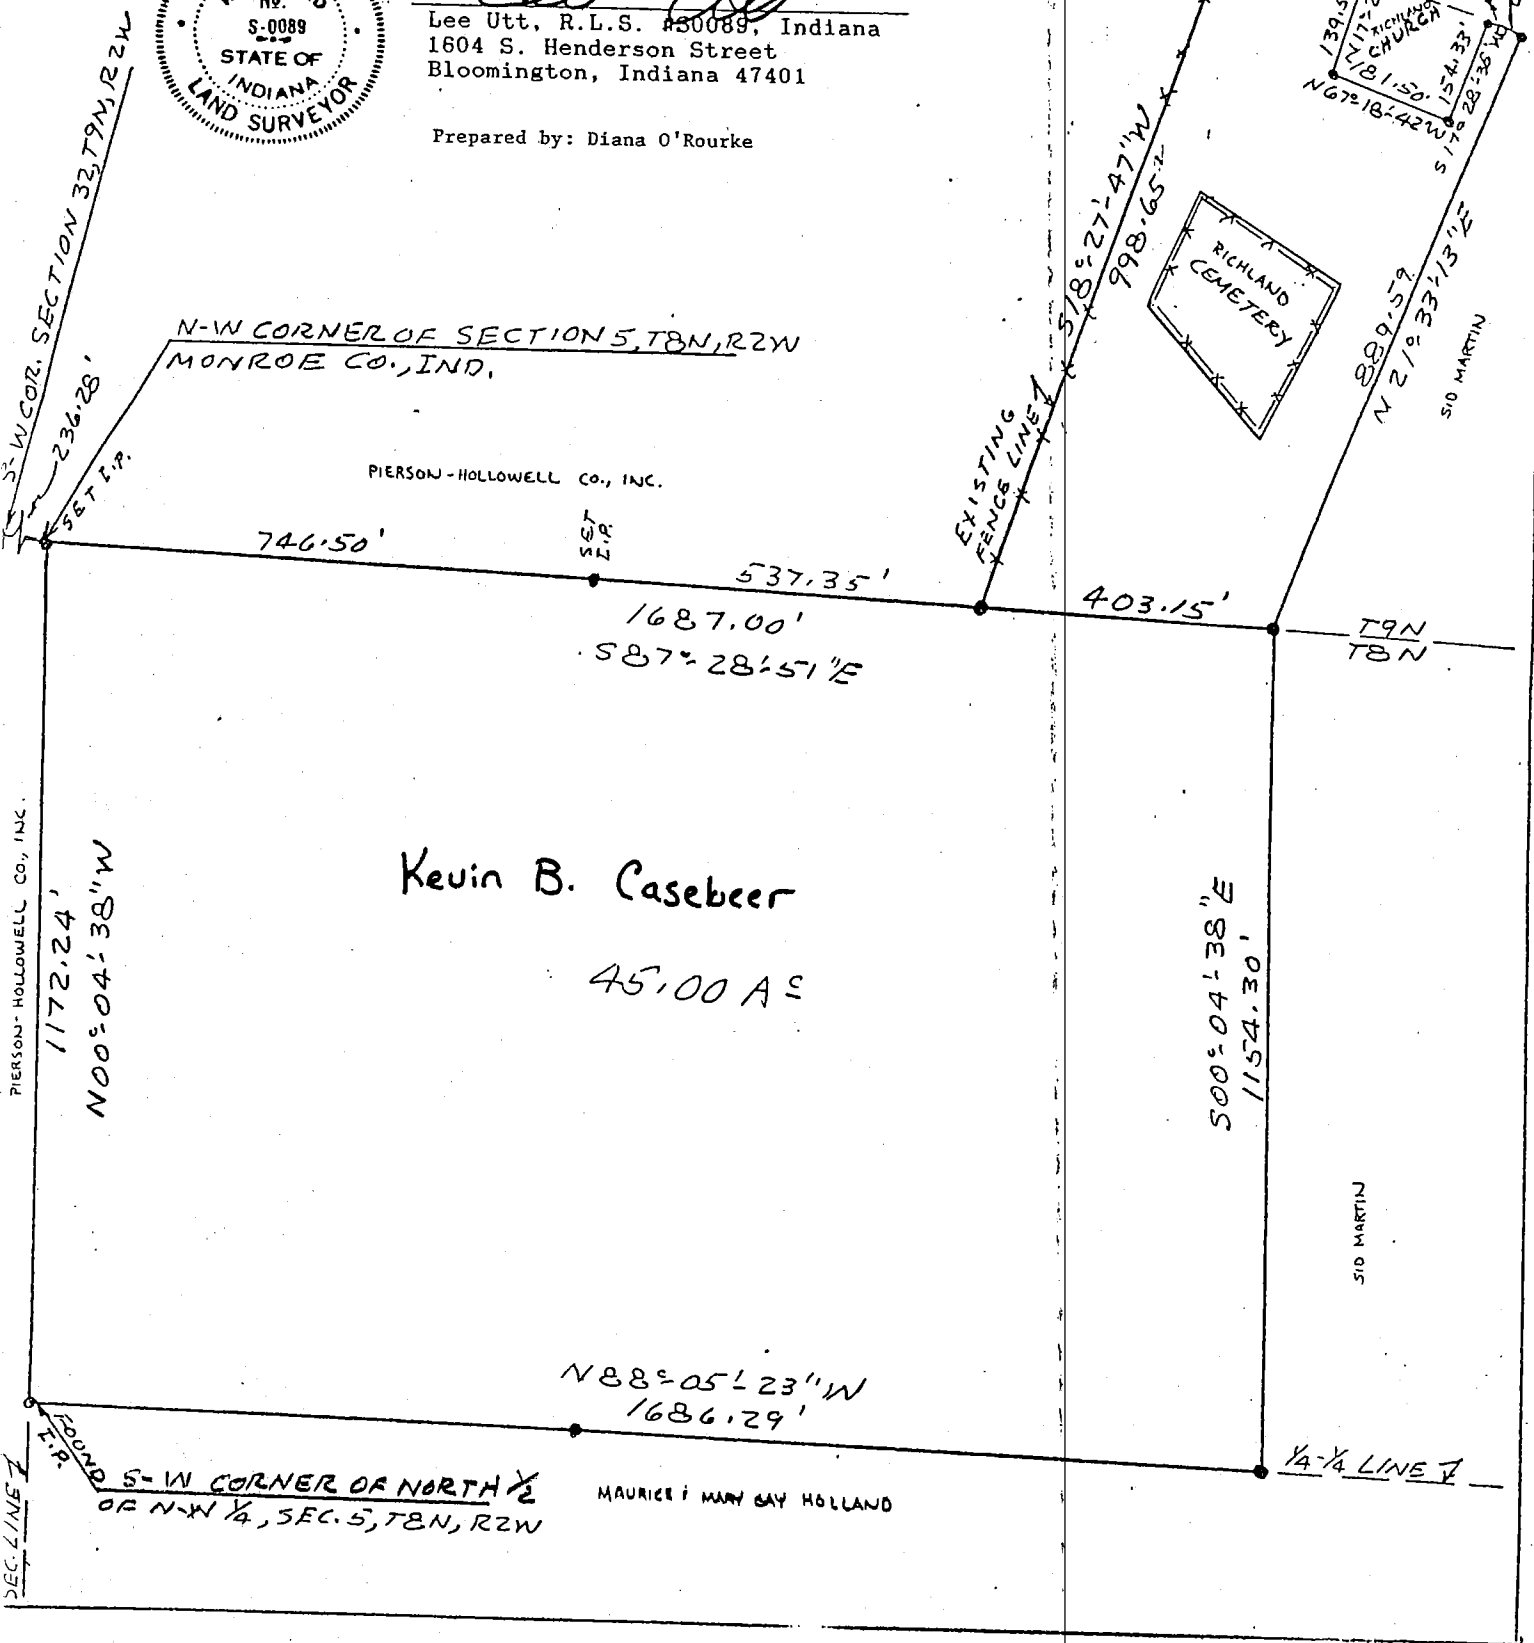 No.
S-0089
STATE OF
INDIANA
LAND SURVEYOR
Lee Utt, R.L.S. #S0089, Indiana
1604 S. Henderson Street
Bloomington, Indiana 47401
Prepared by: Diana O'Rourke
S-W COR. SECTION 32, T9N, R2W
236.28'
SET I.P.
N-W CORNER OF SECTION 5, T8N, R2W
MONROE CO., IND.
PIERSON-HOLLOWELL CO., INC.
746.50'
SET
I.P.
537.35'
1687.00'
S87°-28'-51"E
403.15'
EXISTING
FENCE LINE
S18°-27'-47"W
998.65
RICHLAND
CEMETERY
RICHLAND
CHURCH
181.50'
N67°-18'-42"W
154.33'
S17°-28'-36"W
889.59
N21°-33'-13"E
SID MARTIN
T9N
T8N
PIERSON-HOLLOWELL CO., INC.
1172.24'
N00°-04'-38"W
Kevin B. Casebeer
45.00 Ac
S00°-04'-38"E
1154.30'
SID MARTIN
N88°-05'-23"W
1686.29'
FOUND
I.P.
S-W CORNER OF NORTH 1/2
OF N-W 1/4, SEC. 5, T8N, R2W
MAURICE & MARY GAY HOLLAND
1/4-1/4 LINE
SEC. LINE